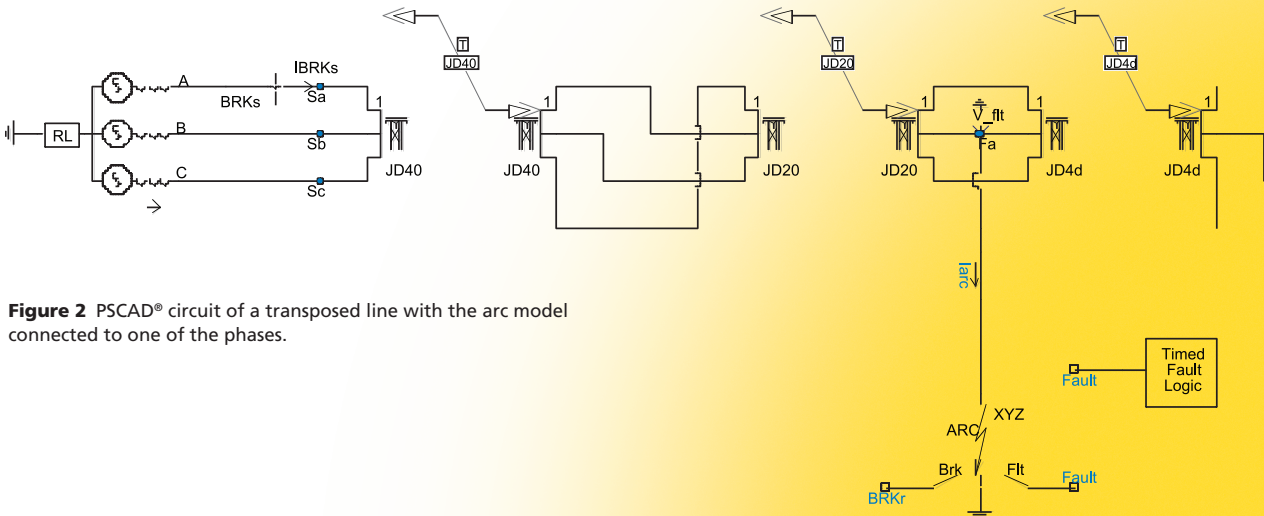 T
JD40
T
JD20
T
JD4d
A
BRKs
IBRKs
Sa
1
RL
B
Sb
C
Sc
JD40
1
JD40
1
JD20
1
V_flt
Fa
1
JD20
JD4d
1
JD4d
Iarc
Figure 2 PSCAD® circuit of a transposed line with the arc model
connected to one of the phases.
Timed
Fault
Logic
Fault
XYZ
ARC
Brk
Flt
BRKr
Fault